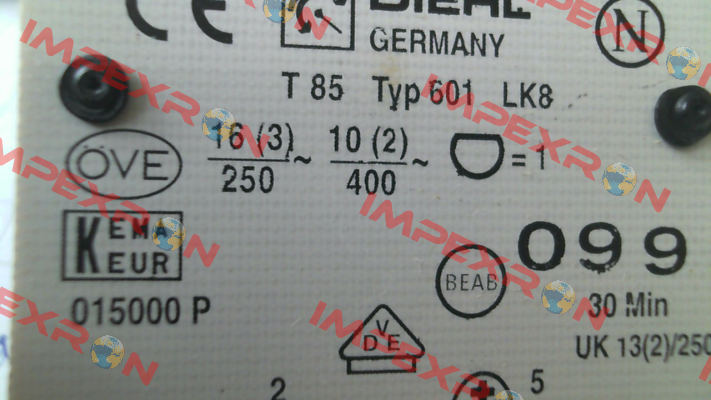 CE DIEHL N
GERMANY
T 85 Typ 601 LK8
ÖVE 16 (3) ~ 10 (2) ~ = 1
250 400
KEMA
KEUR
BEAB 099
015000 P
30 Min
VDE
UK 13(2)/250
2 5
IMPEXRON